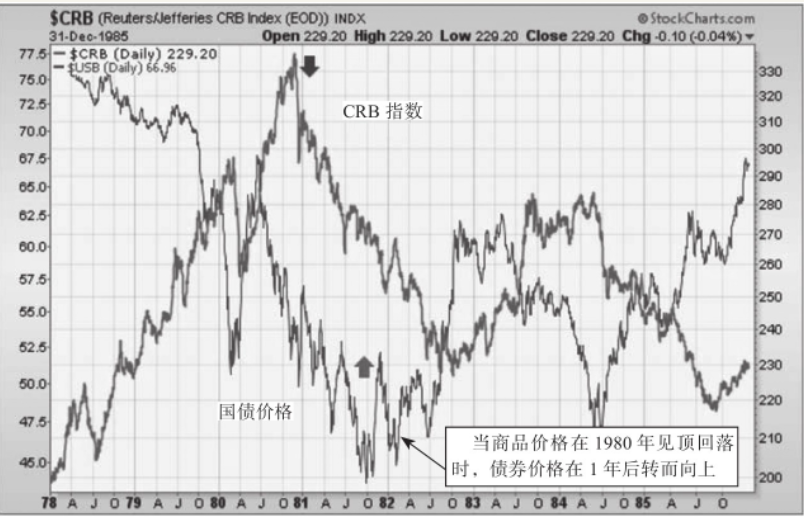 $CRB (Reuters/Jefferies CRB Index (EOD)) INDX
© StockCharts.com
31-Dec-1985
Open 229.20 High 229.20 Low 229.20 Close 229.20 Chg -0.10 (-0.04%)
$CRB (Daily) 229.20
$USB (Daily) 66.96
CRB 指数
国债价格
当商品价格在 1980 年见顶回落
时，债券价格在 1 年后转而向上
77.5
75.0
72.5
70.0
67.5
65.0
62.5
60.0
57.5
55.0
52.5
50.0
47.5
45.0
330
320
310
300
290
280
270
260
250
240
230
220
210
200
78 A J O 79 A J O 80 A J O 81 A J O 82 A J O 83 A J O 84 A J O 85 A J O